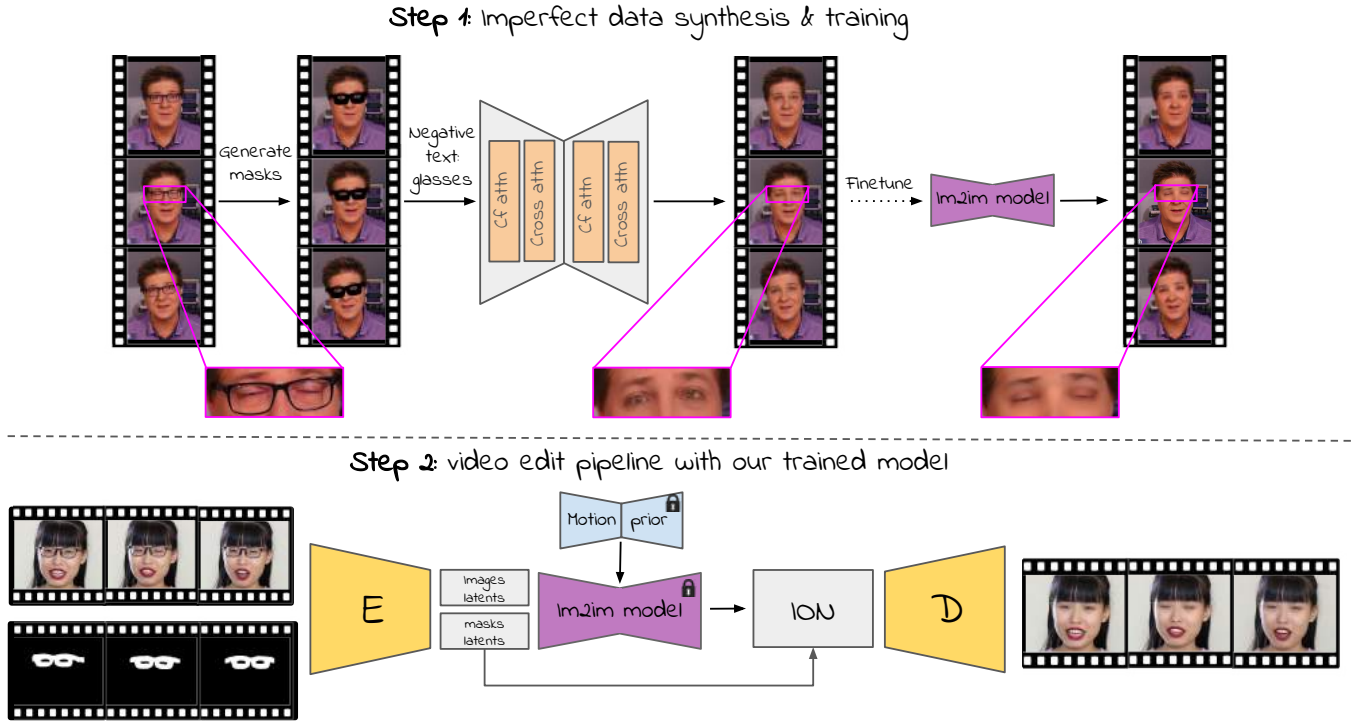 Step 1: Imperfect data synthesis & training
Generate
masks
Negative
text:
glasses
Cf attn
Cross attn
Cf attn
Cross attn
Finetune
Im2im model
Step 2: video edit pipeline with our trained model
Motion prior
E
images
latents
masks
latents
Im2im model
ION
D